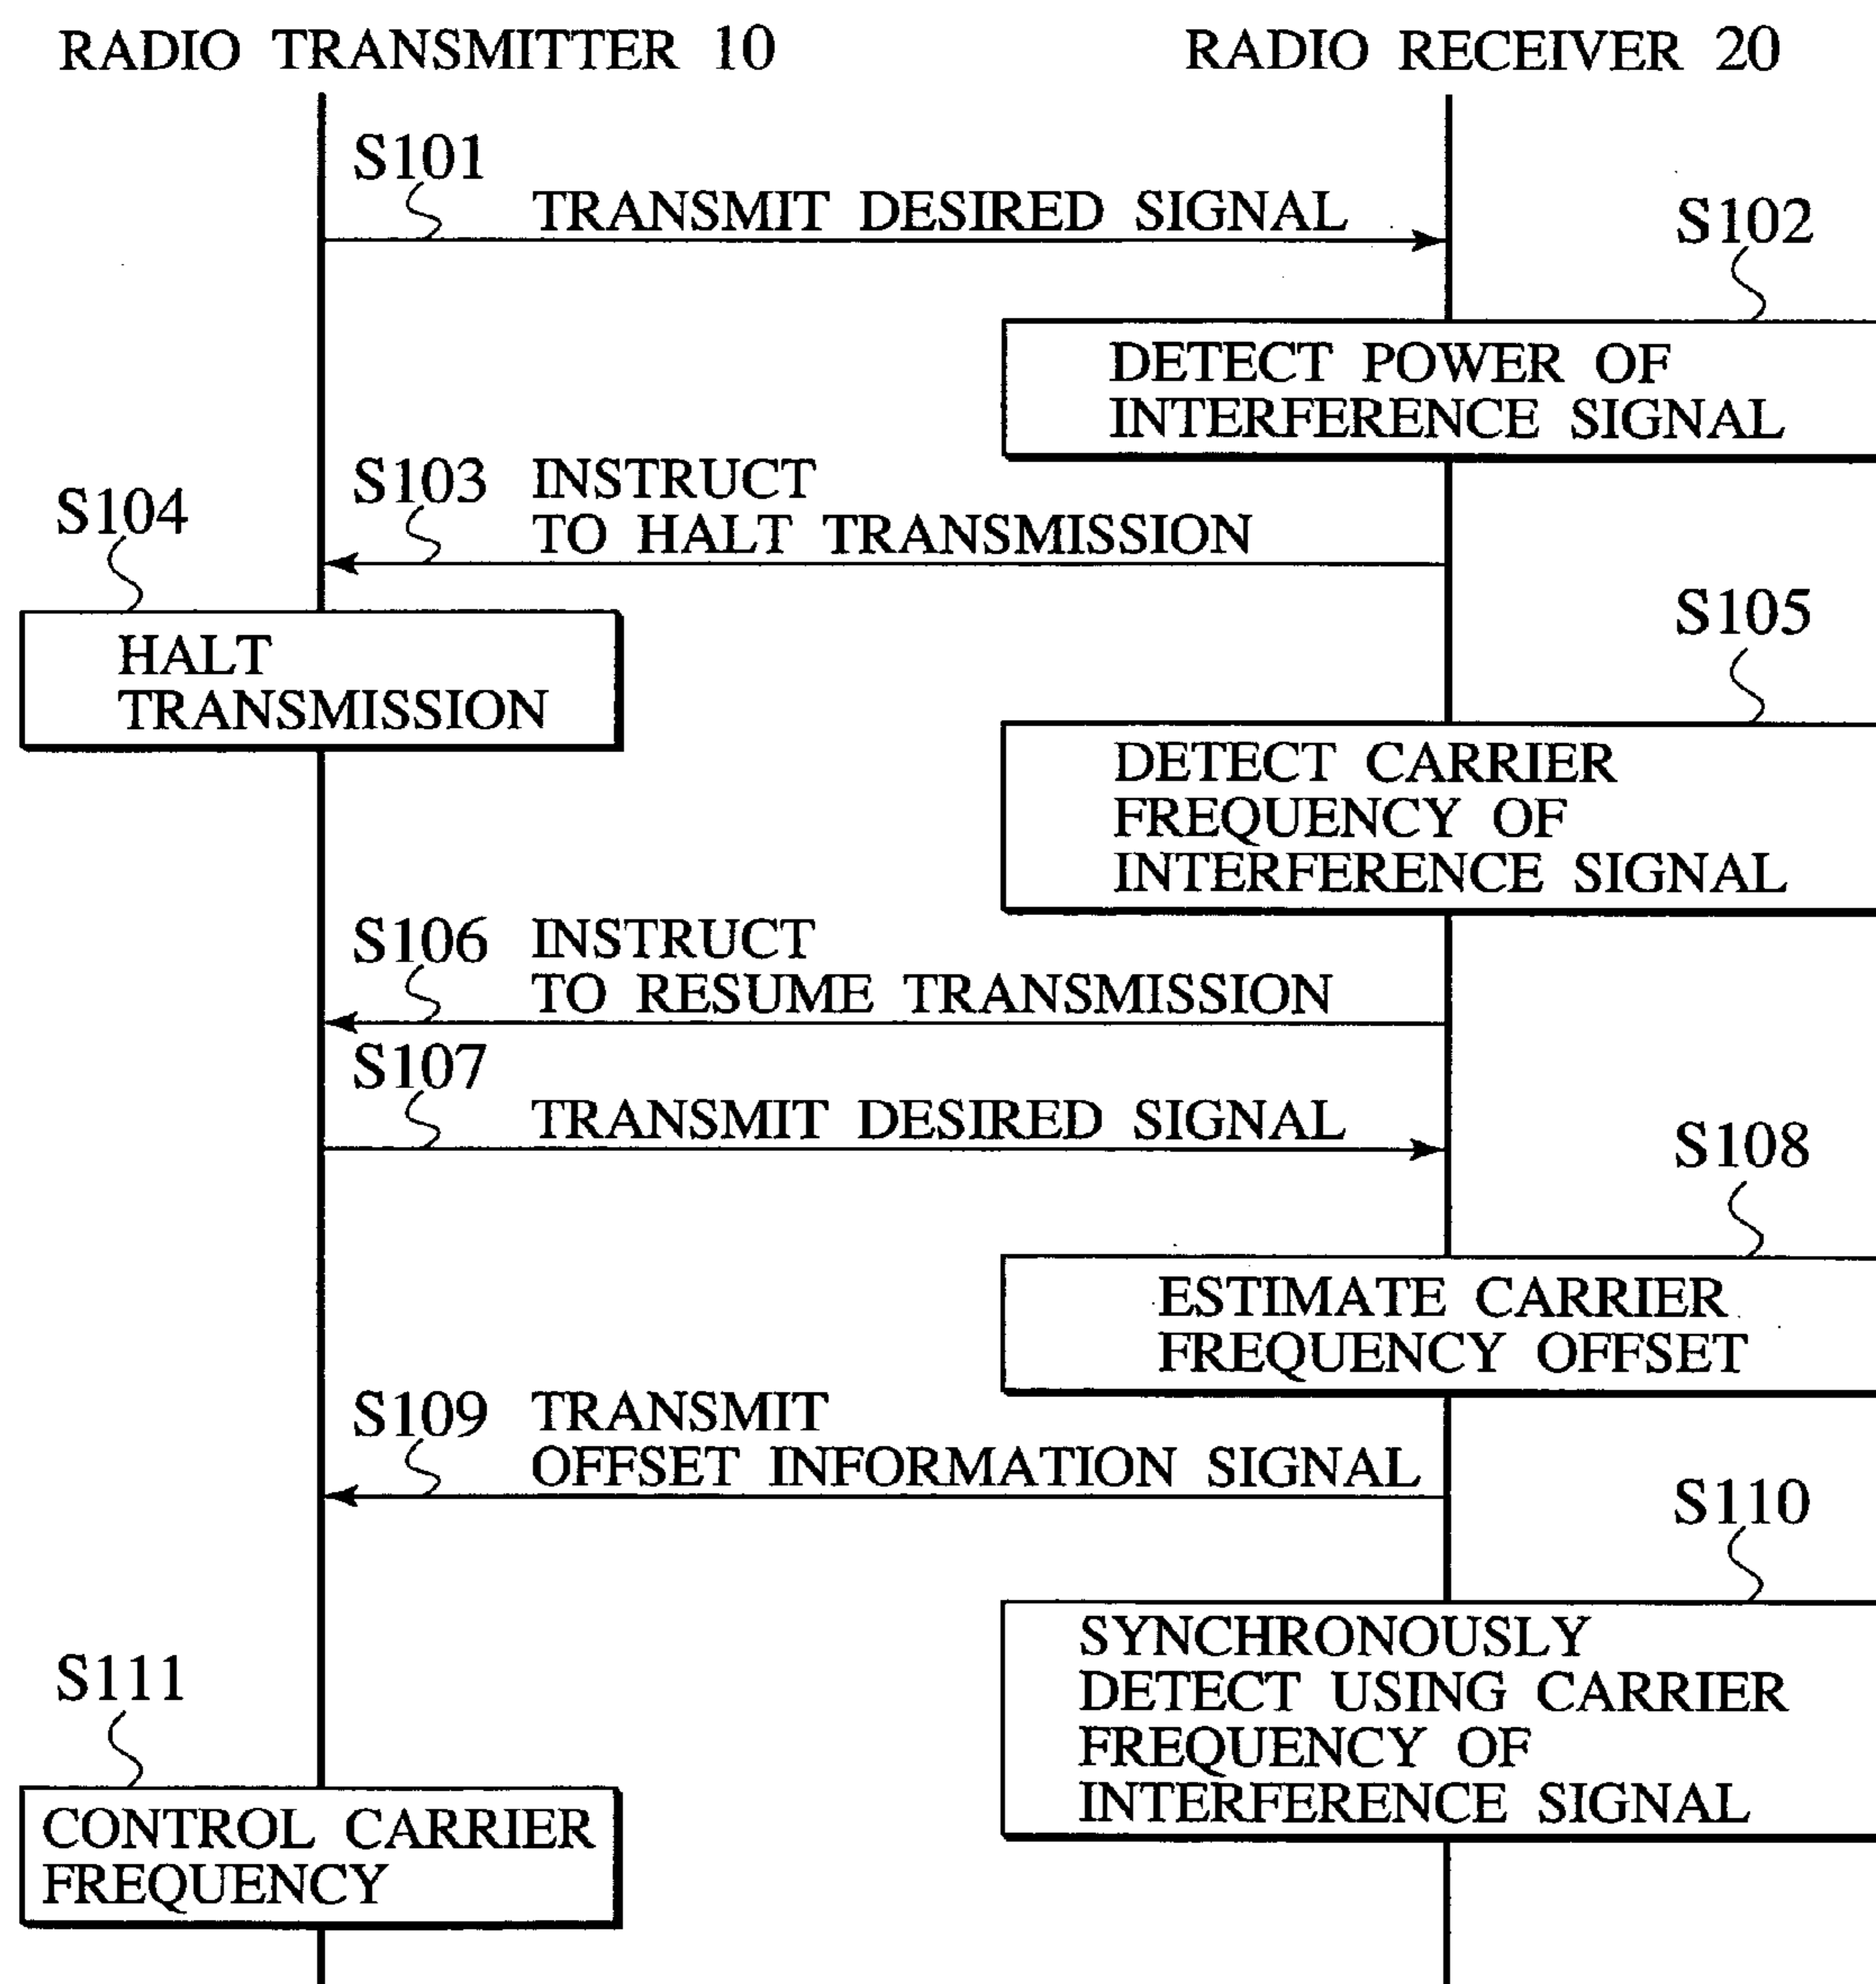 RADIO TRANSMITTER 10
RADIO RECEIVER 20
S101
TRANSMIT DESIRED SIGNAL
S102
DETECT POWER OF
INTERFERENCE SIGNAL
S103
INSTRUCT
TO HALT TRANSMISSION
S104
HALT
TRANSMISSION
S105
DETECT CARRIER
FREQUENCY OF
INTERFERENCE SIGNAL
S106
INSTRUCT
TO RESUME TRANSMISSION
S107
TRANSMIT DESIRED SIGNAL
S108
ESTIMATE CARRIER
FREQUENCY OFFSET
S109
TRANSMIT
OFFSET INFORMATION SIGNAL
S110
SYNCHRONOUSLY
DETECT USING CARRIER
FREQUENCY OF
INTERFERENCE SIGNAL
S111
CONTROL CARRIER
FREQUENCY